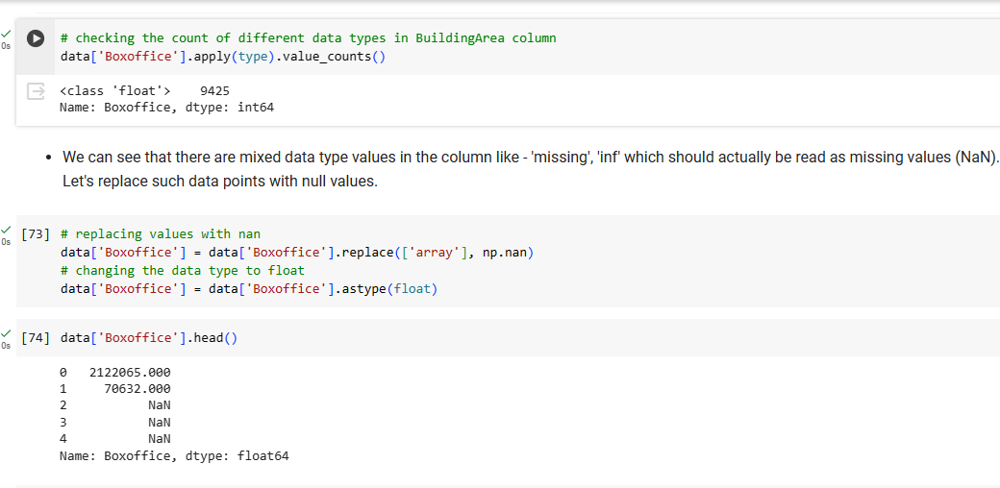 0s
# checking the count of different data types in BuildingArea column
data['Boxoffice'].apply(type).value_counts()
<class 'float'>    9425
Name: Boxoffice, dtype: int64
• We can see that there are mixed data type values in the column like - 'missing', 'inf' which should actually be read as missing values (NaN).
Let's replace such data points with null values.
0s
[73] # replacing values with nan
data['Boxoffice'] = data['Boxoffice'].replace(['array'], np.nan)
# changing the data type to float
data['Boxoffice'] = data['Boxoffice'].astype(float)
0s
[74] data['Boxoffice'].head()
0   2122065.000
1     70632.000
2           NaN
3           NaN
4           NaN
Name: Boxoffice, dtype: float64